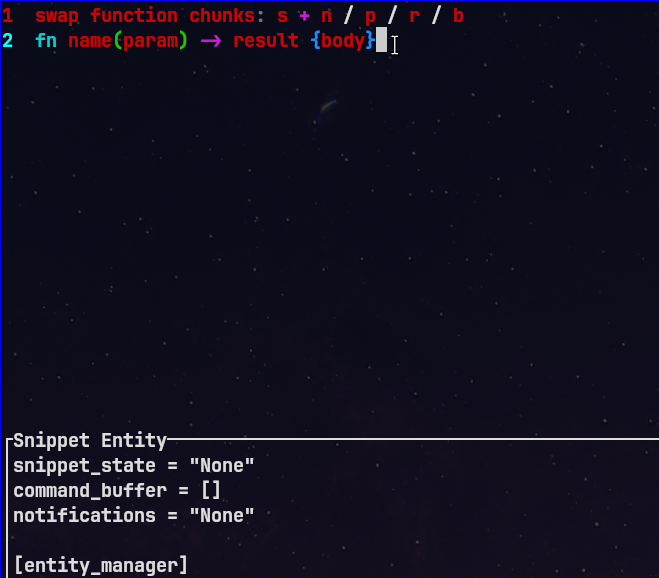 1 swap function chunks: s + n / p / r / b
2 fn name(param) -> result {body}
Snippet Entity
snippet_state = "None"
command_buffer = []
notifications = "None"
[entity_manager]